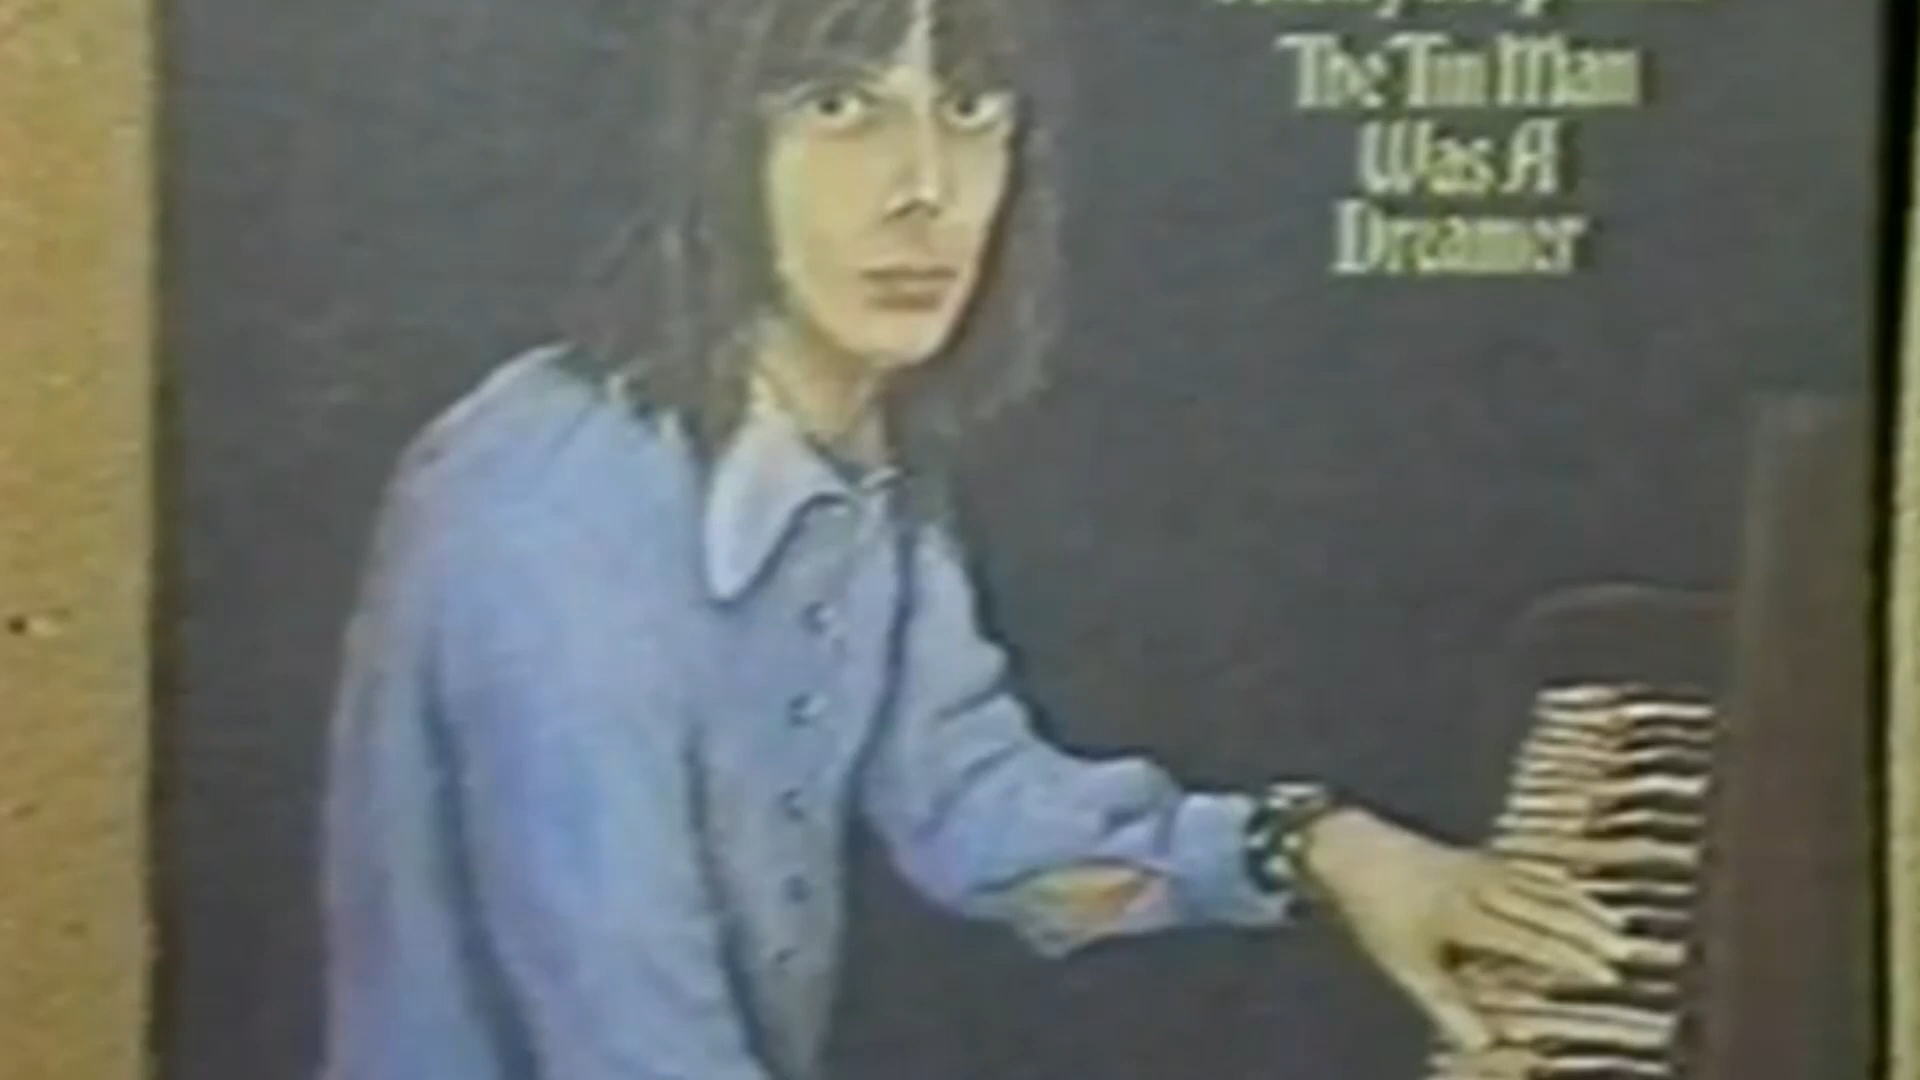 The Tin Man
Was A
Dreamer